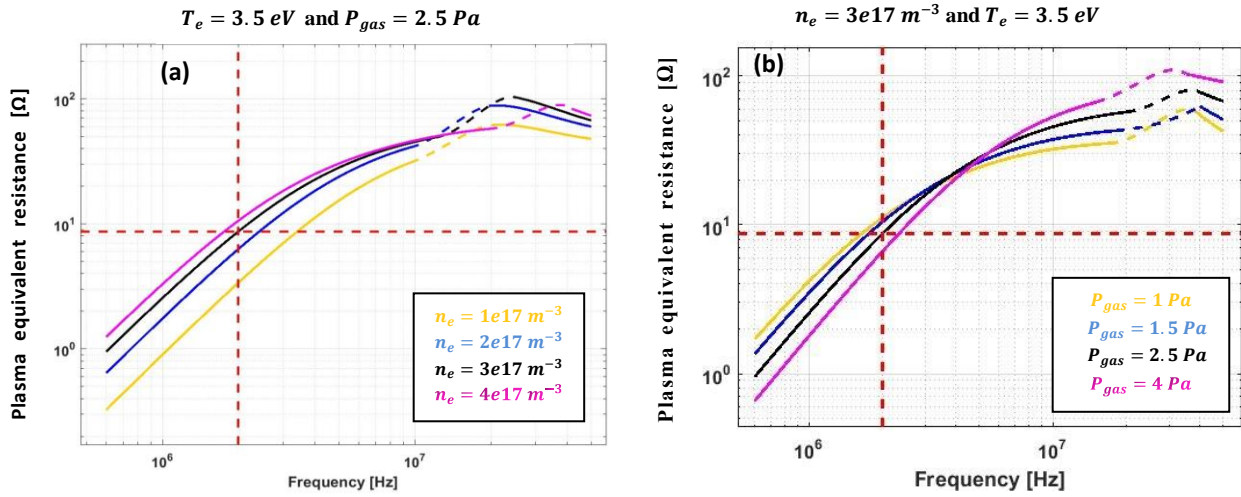 T_e = 3.5 eV and P_gas = 2.5 Pa
(a)
Plasma equivalent resistance [Ω]
10^2
10^1
10^0
10^6
10^7
Frequency [Hz]
n_e = 1e17 m^−3
n_e = 2e17 m^−3
n_e = 3e17 m^−3
n_e = 4e17 m^−3
n_e = 3e17 m^−3 and T_e = 3.5 eV
(b)
Plasma equivalent resistance [Ω]
10^2
10^1
10^0
10^6
10^7
Frequency [Hz]
P_gas = 1 Pa
P_gas = 1.5 Pa
P_gas = 2.5 Pa
P_gas = 4 Pa